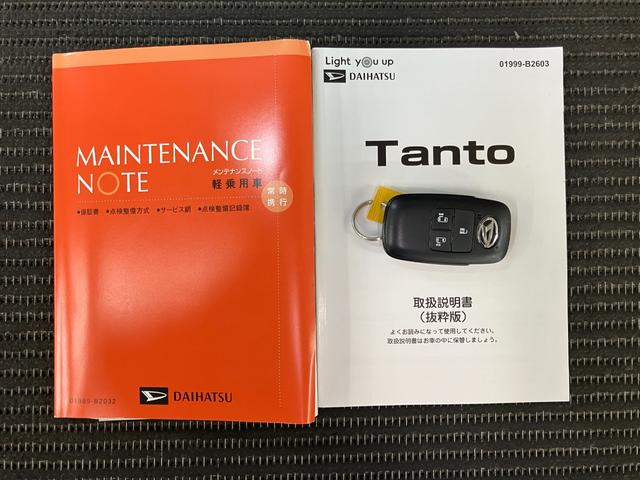 MAINTENANCE
NOTE
メンテナンスノート
軽乗用車
常時
携行
•保証書 •点検整備方式 •サービス網 •点検整備記録簿
01989-B2032
DAIHATSU
Light you up
DAIHATSU
01999-B2603
Tanto
取扱説明書
（抜粋版）
よくお読みになって使用してください。
取扱説明書はお車の中に保管しましょう。